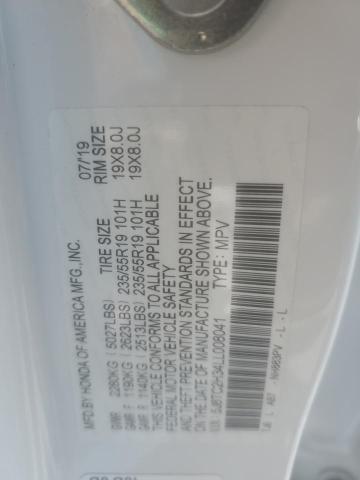 MFD BY HONDA OF AMERICA MFG.,INC. 07/'19
TIRE SIZE RIM SIZE
GVWR 2280KG (5027LBS)
GAWR F 1190KG (2623LBS) 235/55R19 101H 19X8.0J
GAWR R 1140KG (2513LBS) 235/55R19 101H 19X8.0J
THIS VEHICLE CONFORMS TO ALL APPLICABLE
FEDERAL MOTOR VEHICLE SAFETY
AND THEFT PREVENTION STANDARDS IN EFFECT
ON THE DATE OF MANUFACTURE SHOWN ABOVE.
5J8TC2H34LL008041 TYPE: MPV
NH883PV - L - L